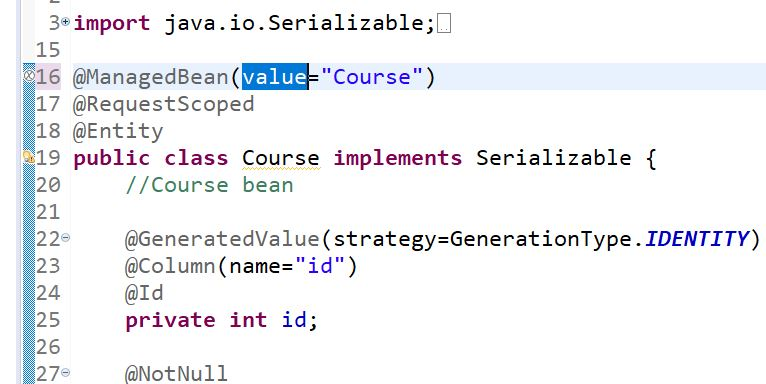 3 import java.io.Serializable;
15
16 @ManagedBean(value="Course")
17 @RequestScoped
18 @Entity
19 public class Course implements Serializable {
20 //Course bean
21
22 @GeneratedValue(strategy=GenerationType.IDENTITY)
23 @Column(name="id")
24 @Id
25 private int id;
26
27 @NotNull